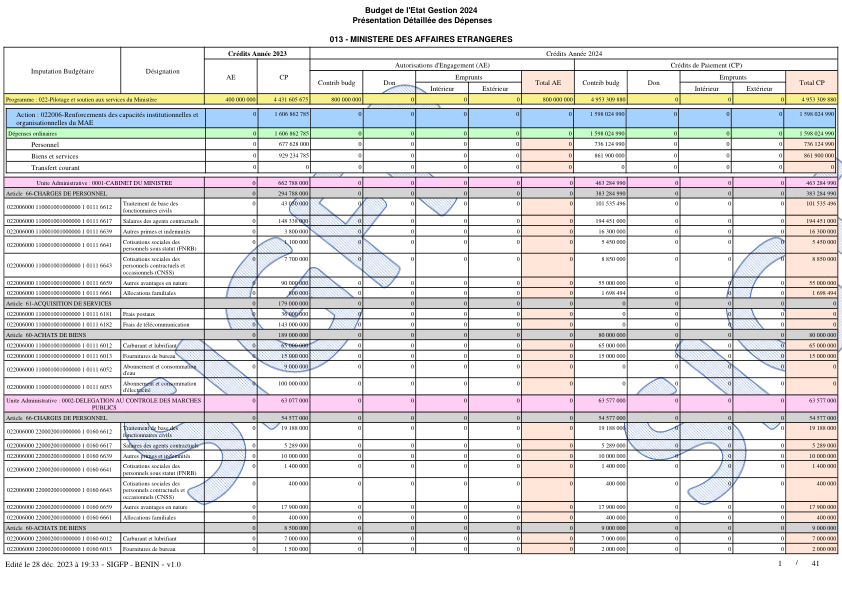 Budget de l'Etat Gestion 2024
Présentation Détaillée des Dépenses
013 - MINISTERE DES AFFAIRES ETRANGERES
Imputation Budgétaire Désignation Crédits Année 2023 Crédits Année 2024
AE CP Autorisations d'Engagement (AE) Crédits de Paiement (CP)
Contrib budg Don Emprunts Total AE Contrib budg Don Emprunts Total CP
Intérieur Extérieur Intérieur Extérieur
Programme : 022-Pilotage et soutien aux services du Ministère 400 000 000 4 431 605 675 800 000 000 0 0 0 800 000 000 4 953 309 880 0 0 0 4 953 309 880
Action : 022006-Renforcements des capacités institutionnelles et organisationnelles du MAE 0 1 606 862 785 0 0 0 0 0 1 598 024 990 0 0 0 1 598 024 990
Dépenses ordinaires 0 1 606 862 785 0 0 0 0 0 1 598 024 990 0 0 0 1 598 024 990
Personnel 0 677 628 000 0 0 0 0 0 736 124 990 0 0 0 736 124 990
Biens et services 0 929 234 785 0 0 0 0 0 861 900 000 0 0 0 861 900 000
Transfert courant 0 0 0 0 0 0 0 0 0 0 0 0
Unite Administrative : 0001-CABINET DU MINISTRE 0 662 788 000 0 0 0 0 0 463 284 990 0 0 0 463 284 990
Article 66-CHARGES DE PERSONNEL 0 294 788 000 0 0 0 0 0 383 284 990 0 0 0 383 284 990
022006000 1100010010000000 1 0111 6612 Traitement de base des fonctionnaires civils 0 0 0 0 0 0 101 535 496 0 0 0 101 535 496
022006000 1100010010000000 1 0111 6617 Salaires des agents contractuels 0 148 338 000 0 0 0 0 0 194 451 000 0 0 0 194 451 000
022006000 1100010010000000 1 0111 6639 Autres primes et indemnités 0 3 800 000 0 0 0 0 0 16 300 000 0 0 0 16 300 000
022006000 1100010010000000 1 0111 6641 Cotisations sociales des personnels sous statut (FNRB) 0 1 100 000 0 0 0 0 0 5 450 000 0 0 0 5 450 000
022006000 1100010010000000 1 0111 6643 Cotisations sociales des personnels contractuels et occasionnels (CNSS) 0 7 700 000 0 0 0 0 0 8 850 000 0 0 0 8 850 000
022006000 1100010010000000 1 0111 6659 Autres avantages en nature 0 90 000 000 0 0 0 0 0 55 000 000 0 0 0 55 000 000
022006000 1100010010000000 1 0111 6661 Allocations familiales 0 0 0 0 0 0 1 698 494 0 0 0 1 698 494
Article 61-ACQUISITION DE SERVICES 0 179 000 000 0 0 0 0 0 0 0 0 0 0
022006000 1100010010000000 1 0111 6181 Frais postaux 0 36 000 000 0 0 0 0 0 0 0 0 0 0
022006000 1100010010000000 1 0111 6182 Frais de télécommunication 0 143 000 000 0 0 0 0 0 0 0 0 0 0
Article 60-ACHATS DE BIENS 0 189 000 000 0 0 0 0 0 80 000 000 0 0 0 80 000 000
022006000 1100010010000000 1 0111 6012 Carburant et lubrifiant 0 65 000 000 0 0 0 0 0 65 000 000 0 0 0 65 000 000
022006000 1100010010000000 1 0111 6013 Fournitures de bureau 0 15 000 000 0 0 0 0 0 15 000 000 0 0 0 15 000 000
022006000 1100010010000000 1 0111 6052 Abonnement et consommation d'eau 0 9 000 000 0 0 0 0 0 0 0 0 0 0
022006000 1100010010000000 1 0111 6053 Abonnement et consommation d'électricité 0 100 000 000 0 0 0 0 0 0 0 0 0 0
Unite Administrative : 0002-DELEGATION AU CONTROLE DES MARCHES PUBLICS 0 63 077 000 0 0 0 0 0 63 577 000 0 0 0 63 577 000
Article 66-CHARGES DE PERSONNEL 0 54 577 000 0 0 0 0 0 54 577 000 0 0 0 54 577 000
022006000 2200020010000000 1 0160 6612 Traitement de base des fonctionnaires civils 0 19 188 000 0 0 0 0 0 19 188 000 0 0 0 19 188 000
022006000 2200020010000000 1 0160 6617 Salaires des agents contractuels 0 5 289 000 0 0 0 0 0 5 289 000 0 0 0 5 289 000
022006000 2200020010000000 1 0160 6639 Autres primes et indemnités 0 10 000 000 0 0 0 0 0 10 000 000 0 0 0 10 000 000
022006000 2200020010000000 1 0160 6641 Cotisations sociales des personnels sous statut (FNRB) 0 1 400 000 0 0 0 0 0 1 400 000 0 0 0 1 400 000
022006000 2200020010000000 1 0160 6643 Cotisations sociales des personnels contractuels et occasionnels (CNSS) 0 400 000 0 0 0 0 0 400 000 0 0 0 400 000
022006000 2200020010000000 1 0160 6659 Autres avantages en nature 0 17 900 000 0 0 0 0 0 17 900 000 0 0 0 17 900 000
022006000 2200020010000000 1 0160 6661 Allocations familiales 0 400 000 0 0 0 0 0 400 000 0 0 0 400 000
Article 60-ACHATS DE BIENS 0 8 500 000 0 0 0 0 0 9 000 000 0 0 0 9 000 000
022006000 2200020010000000 1 0160 6012 Carburant et lubrifiant 0 7 000 000 0 0 0 0 0 7 000 000 0 0 0 7 000 000
022006000 2200020010000000 1 0160 6013 Fournitures de bureau 0 1 500 000 0 0 0 0 0 2 000 000 0 0 0 2 000 000
Edité le 28 déc. 2023 à 19:33 - SIGFP - BENIN - v1.0 1 / 41